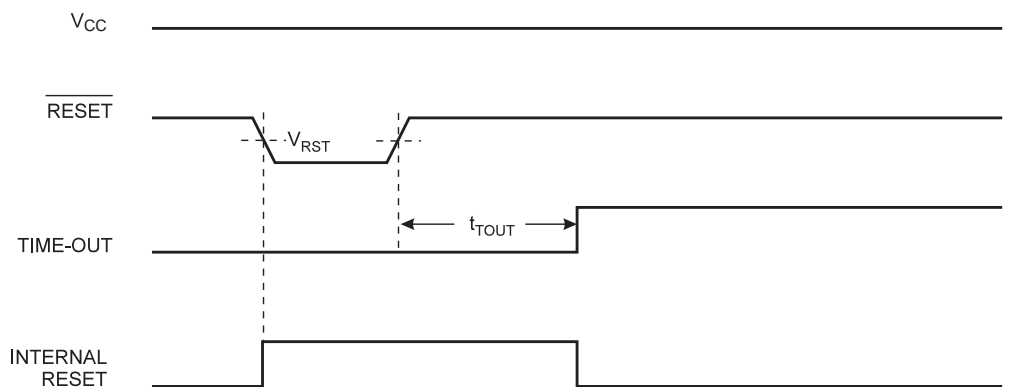 VCC
RESET
VRST
tTOUT
TIME-OUT
INTERNAL
RESET